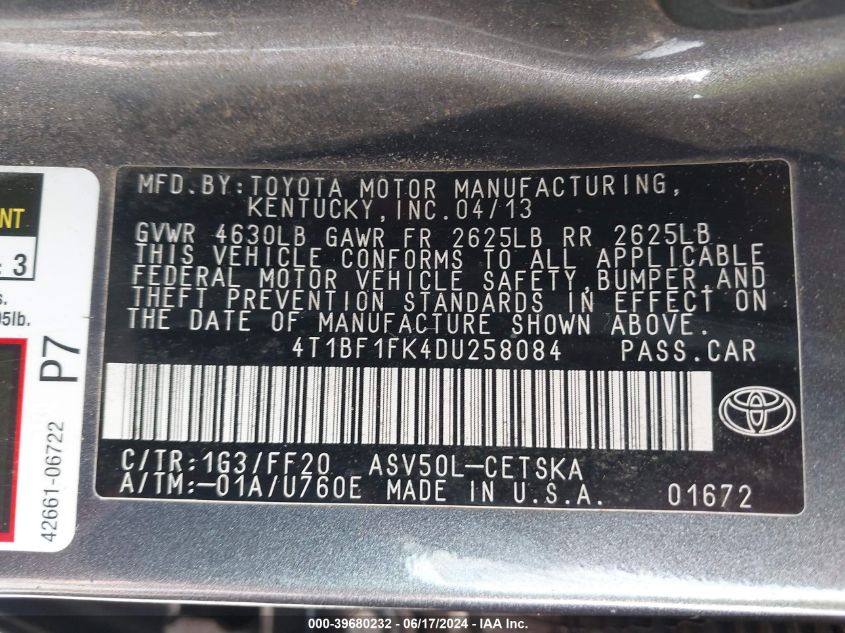 MFD.BY:TOYOTA MOTOR MANUFACTURING,
KENTUCKY,INC.04/13
GVWR 4630LB GAWR FR 2625LB RR 2625LB
THIS VEHICLE CONFORMS TO ALL APPLICABLE
FEDERAL MOTOR VEHICLE SAFETY,BUMPER,AND
THEFT PREVENTION STANDARDS IN EFFECT ON
THE DATE OF MANUFACTURE SHOWN ABOVE.
4T1BF1FK4DU258084 PASS.CAR
C/TR:1G3/FF20 ASV50L-CETSKA
A/TM:-01A/U760E MADE IN U.S.A. 01672
3
P7
42661-06722
000-39680232 - 06/17/2024 - IAAI.COM